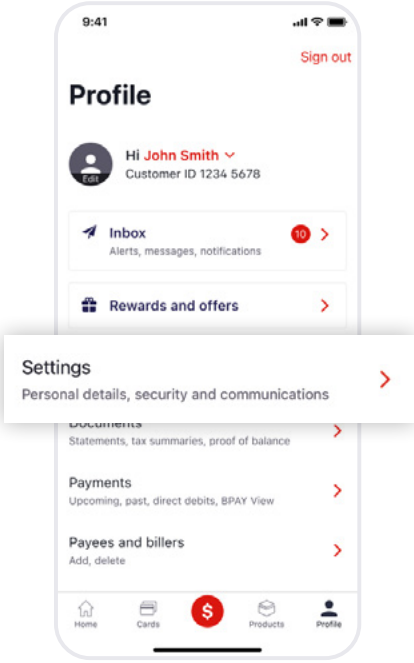 9:41
Sign out
Profile
Hi John Smith
Edit
Customer ID 1234 5678
Inbox
10
Alerts, messages, notifications
Rewards and offers
Settings
Personal details, security and communications
Documents
Statements, tax summaries, proof of balance
Payments
Upcoming, past, direct debits, BPAY View
Payees and billers
Add, delete
$
Home Cards Products Profile